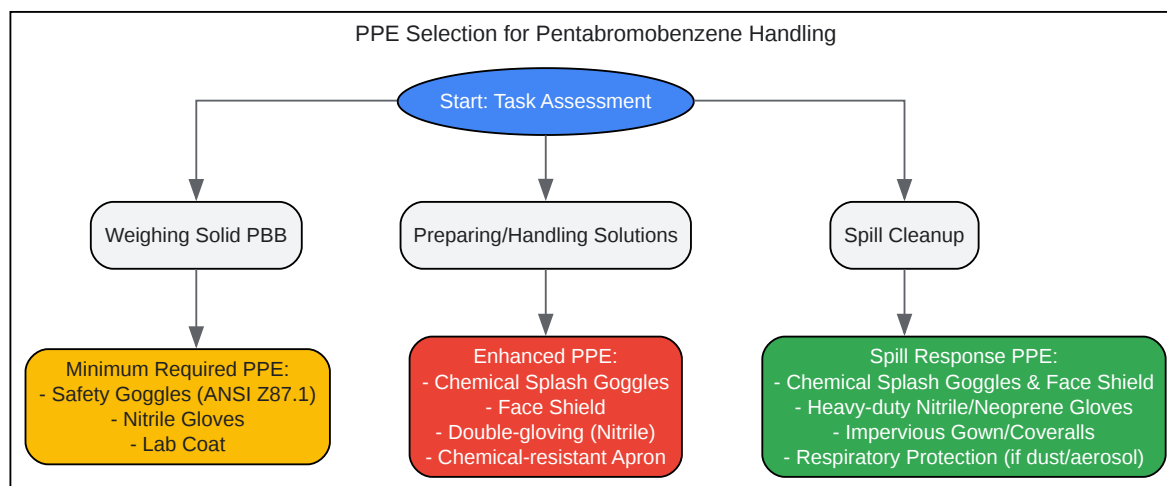 PPE Selection for Pentabromobenzene Handling
Start: Task Assessment
Weighing Solid PBB
Preparing/Handling Solutions
Spill Cleanup
Minimum Required PPE:
- Safety Goggles (ANSI Z87.1)
- Nitrile Gloves
- Lab Coat
Enhanced PPE:
- Chemical Splash Goggles
- Face Shield
- Double-gloving (Nitrile)
- Chemical-resistant Apron
Spill Response PPE:
- Chemical Splash Goggles & Face Shield
- Heavy-duty Nitrile/Neoprene Gloves
- Impervious Gown/Coveralls
- Respiratory Protection (if dust/aerosol)